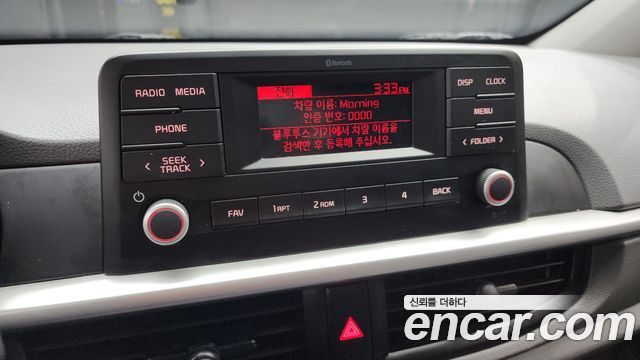 Bluetooth
RADIO MEDIA
PHONE
SEEK
TRACK
전화 3:33PM
차량 이름: Morning
인증 번호: 0000
블루투스 기기에서 차량 이름을
검색한 후 등록해 주십시오.
DISP CLOCK
MENU
FOLDER
FAV 1 RPT 2 RDM 3 4 BACK
신뢰를 더하다
encar.com